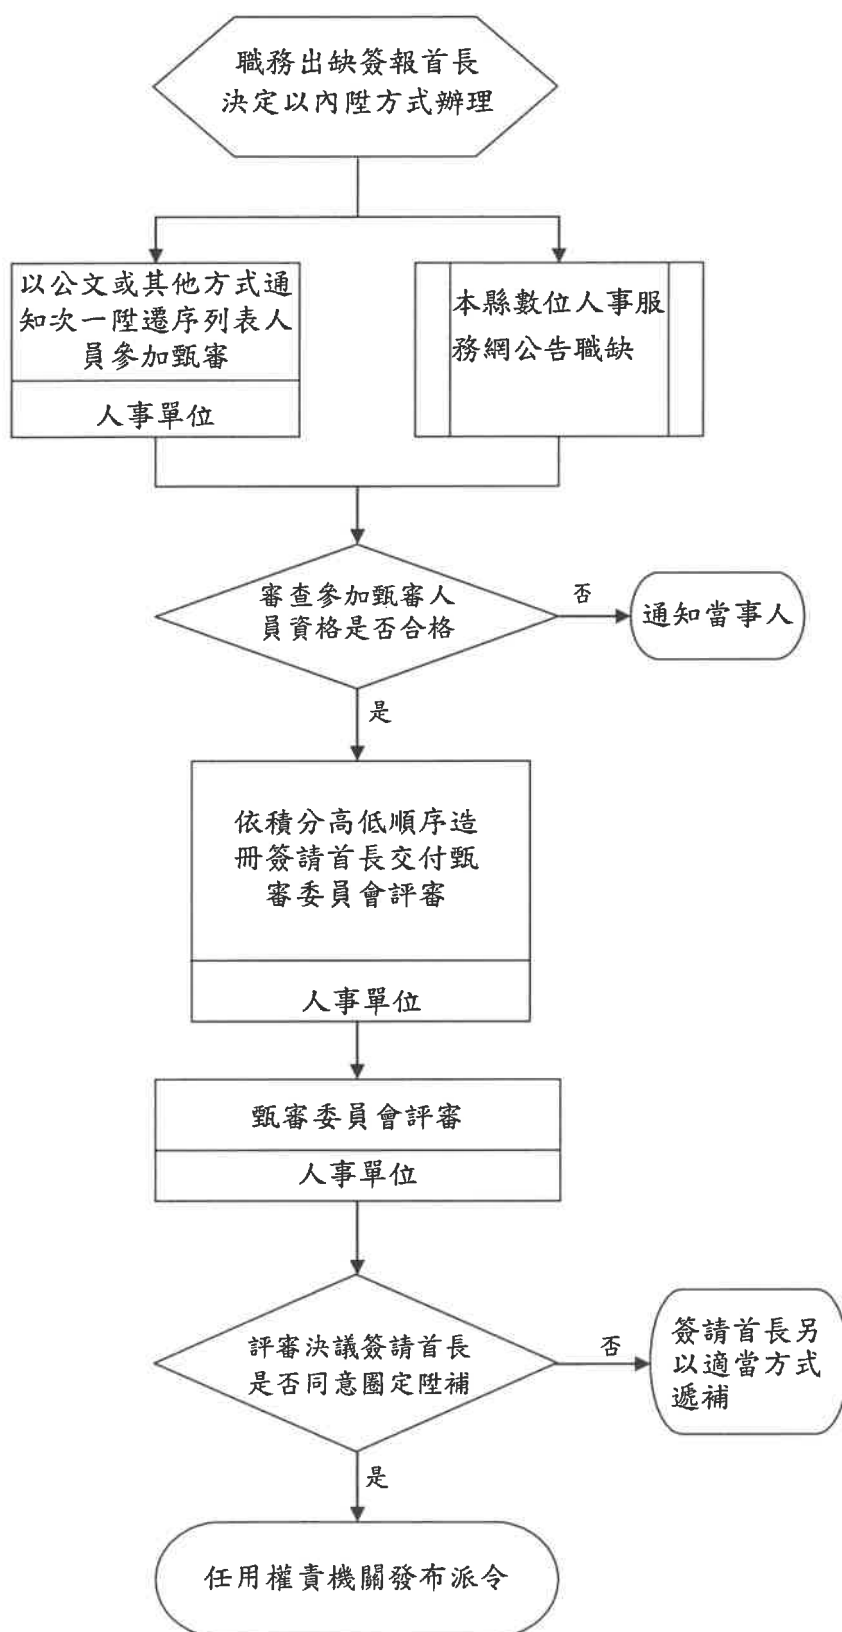 職務出缺簽報首長
決定以內陞方式辦理
以公文或其他方式通
知次一陞遷序列表人
員參加甄審
人事單位
本縣數位人事服
務網公告職缺
審查參加甄審人
員資格是否合格
否
通知當事人
是
依積分高低順序造
冊簽請首長交付甄
審委員會評審
人事單位
甄審委員會評審
人事單位
評審決議簽請首長
是否同意圈定陞補
否
簽請首長另
以適當方式
遞補
是
任用權責機關發布派令